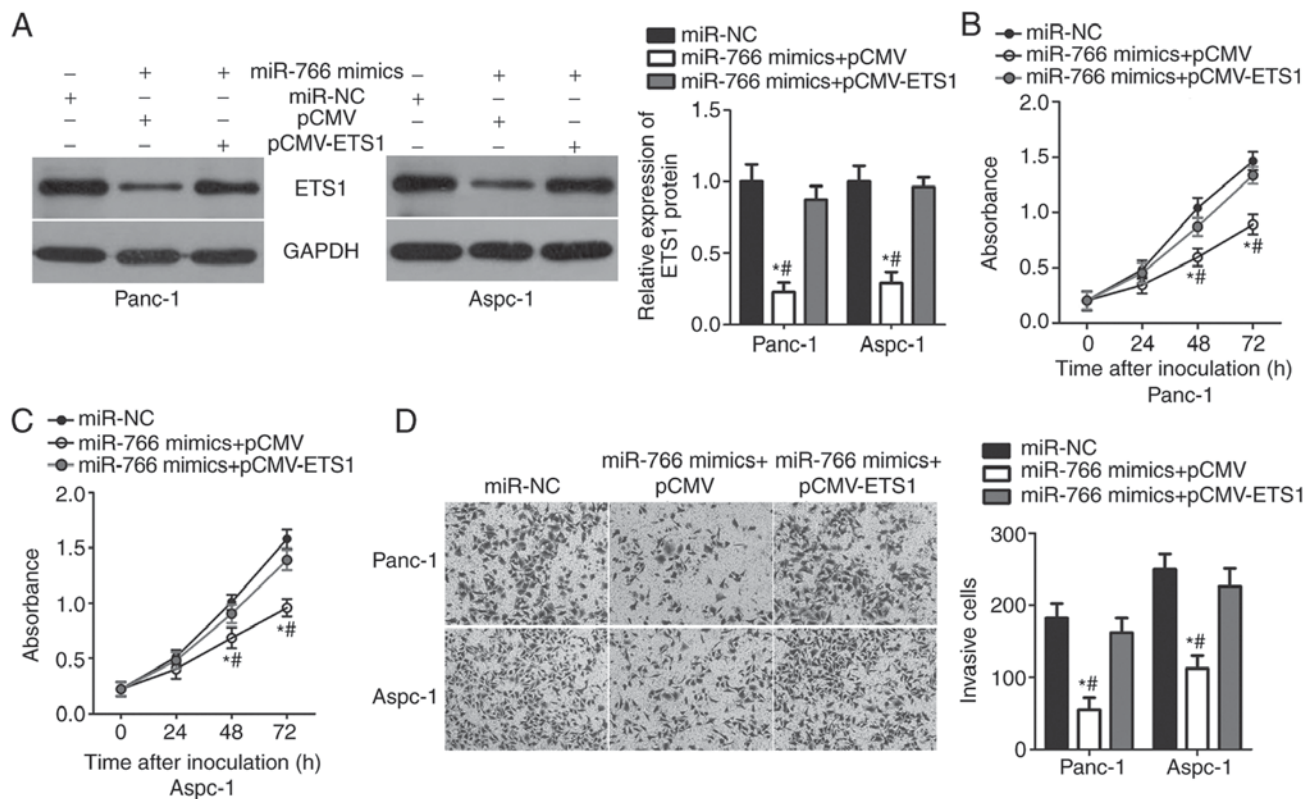 A
− + + miR-766 mimics − + +
+ − − miR-NC + − −
− + − pCMV − + −
− − + pCMV-ETS1 − − +
ETS1
GAPDH
Panc-1
Aspc-1
miR-NC
miR-766 mimics+pCMV
miR-766 mimics+pCMV-ETS1
Relative expression of
ETS1 protein
1.5
1.0
0.5
0.0
*#
*#
Panc-1
Aspc-1
B
miR-NC
miR-766 mimics+pCMV
miR-766 mimics+pCMV-ETS1
Absorbance
2.0
1.5
1.0
0.5
0.0
*#
*#
0 24 48 72
Time after inoculation (h)
Panc-1
C
miR-NC
miR-766 mimics+pCMV
miR-766 mimics+pCMV-ETS1
Absorbance
2.0
1.5
1.0
0.5
0.0
*#
*#
0 24 48 72
Time after inoculation (h)
Aspc-1
D
miR-NC
miR-766 mimics+
pCMV
miR-766 mimics+
pCMV-ETS1
Panc-1
Aspc-1
miR-NC
miR-766 mimics+pCMV
miR-766 mimics+pCMV-ETS1
Invasive cells
300
200
100
0
*#
*#
Panc-1
Aspc-1